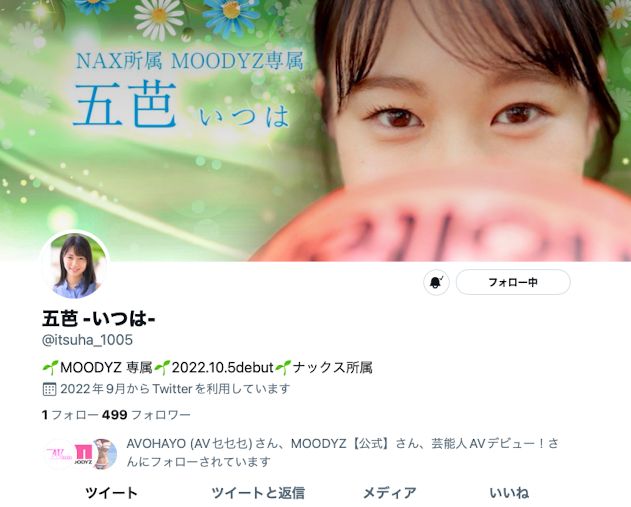 NAX所属 MOODYZ専属
五芭 いつは
フォロー中
五芭 -いつは-
@itsuha_1005
🌱MOODYZ 専属🌱2022.10.5debut🌱ナックス所属
2022年9月からTwitterを利用しています
1 フォロー 499 フォロワー
AVOHAYO (AVセセセ)さん、MOODYZ【公式】さん、芸能人AVデビュー！さ
んにフォローされています
ツイート ツイートと返信 メディア いいね